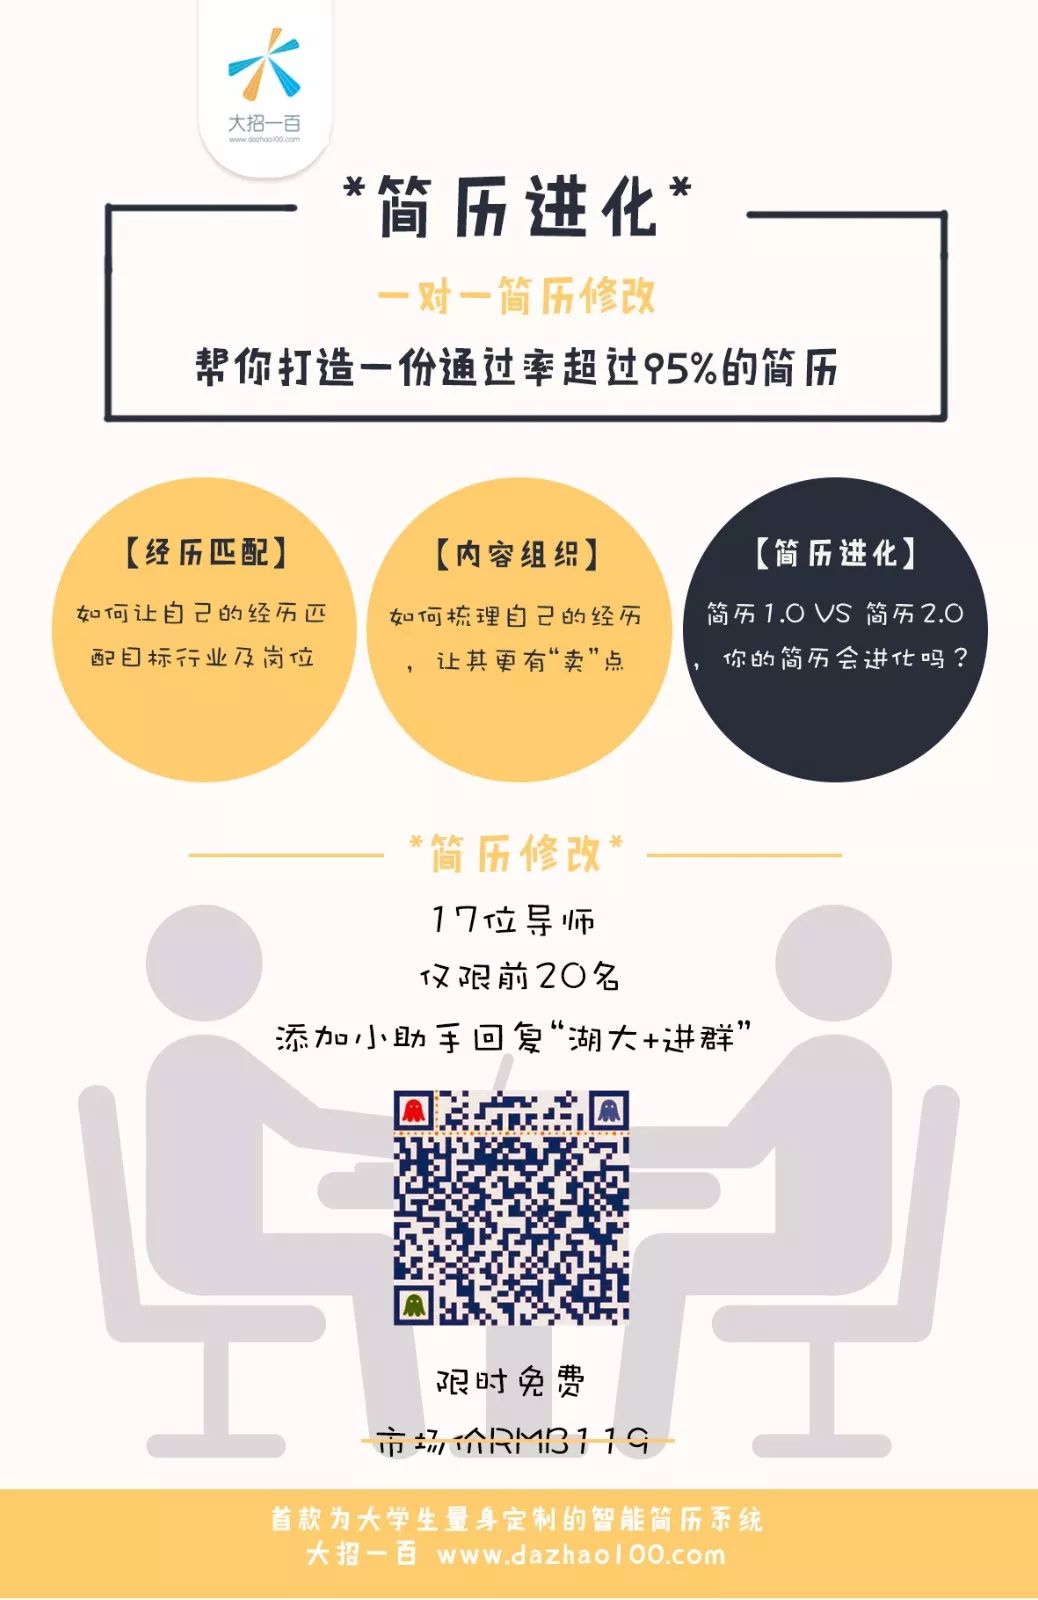 大招一百
www.dazhao100.com
*简历进化*
一对一简历修改
帮你打造一份通过率超过95%的简历
【经历匹配】
如何让自己的经历匹
配目标行业及岗位
【内容组织】
如何梳理自己的经历
，让其更有“卖”点
【简历进化】
简历1.0 VS 简历2.0
，你的简历会进化吗？
*简历修改*
17位导师
仅限前20名
添加小助手回复“湖大+进群”
限时免费
市场价RMB119
首款为大学生量身定制的智能简历系统
大招一百 www.dazhao100.com